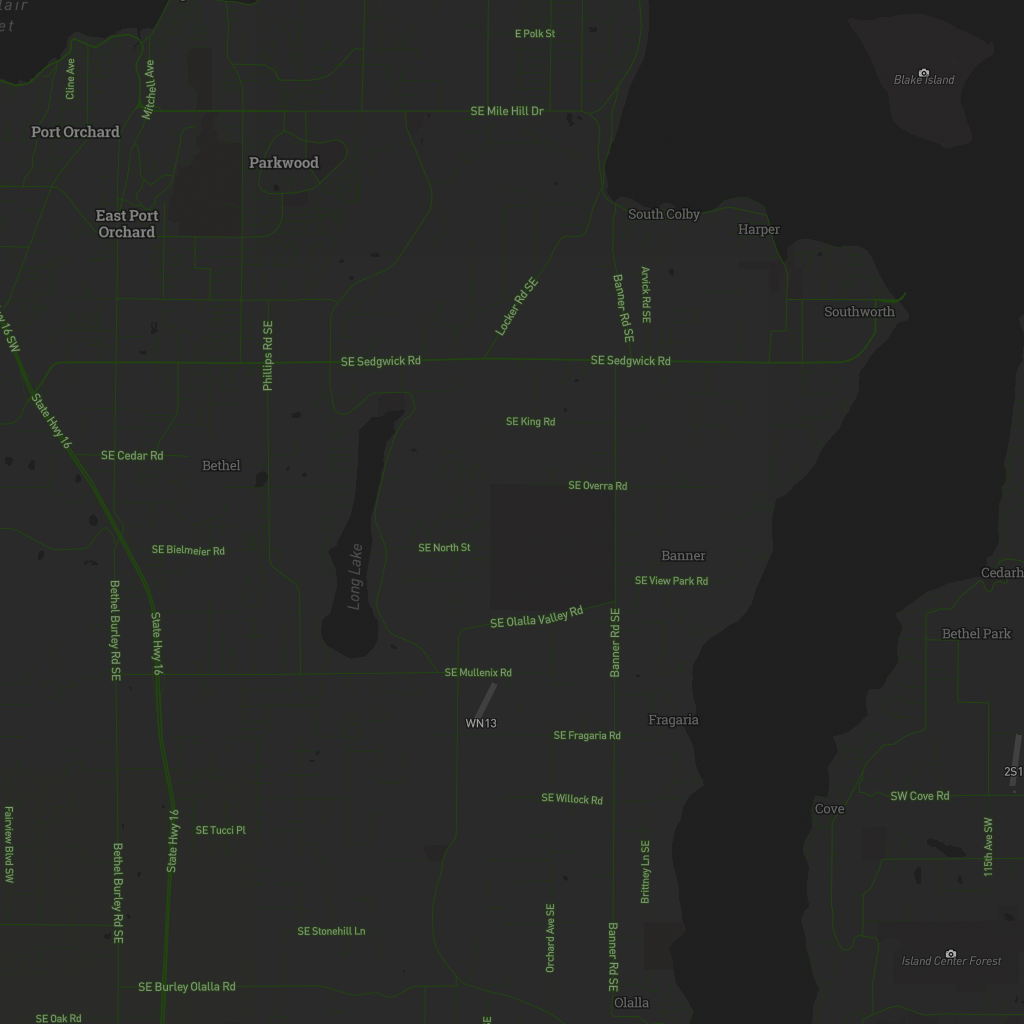 E Polk St
Cline Ave
Mitchell Ave
Blake Island
SE Mile Hill Dr
Port Orchard
Parkwood
East Port
Orchard
South Colby
Harper
Southworth
Arvick Rd SE
Banner Rd SE
Locker Rd SE
Phillips Rd SE
SE Sedgwick Rd
SE Sedgwick Rd
State Hwy 16
SE King Rd
SE Cedar Rd
Bethel
SE Overra Rd
SE North St
SE Bielmeier Rd
Long Lake
Banner
SE View Park Rd
Bethel Park
Bethel Burley Rd SE
State Hwy 16
SE Olalla Valley Rd
Banner Rd SE
SE Mullenix Rd
WN13
Fragaria
SE Fragaria Rd
SW Cove Rd
SE Willock Rd
Cove
Fairview Blvd SW
SE Tucci Pl
State Hwy 16
Bethel Burley Rd SE
Brittney Ln SE
115th Ave SW
Orchard Ave SE
SE Stonehill Ln
Banner Rd SE
Island Center Forest
SE Burley Olalla Rd
Olalla
SE Oak Rd